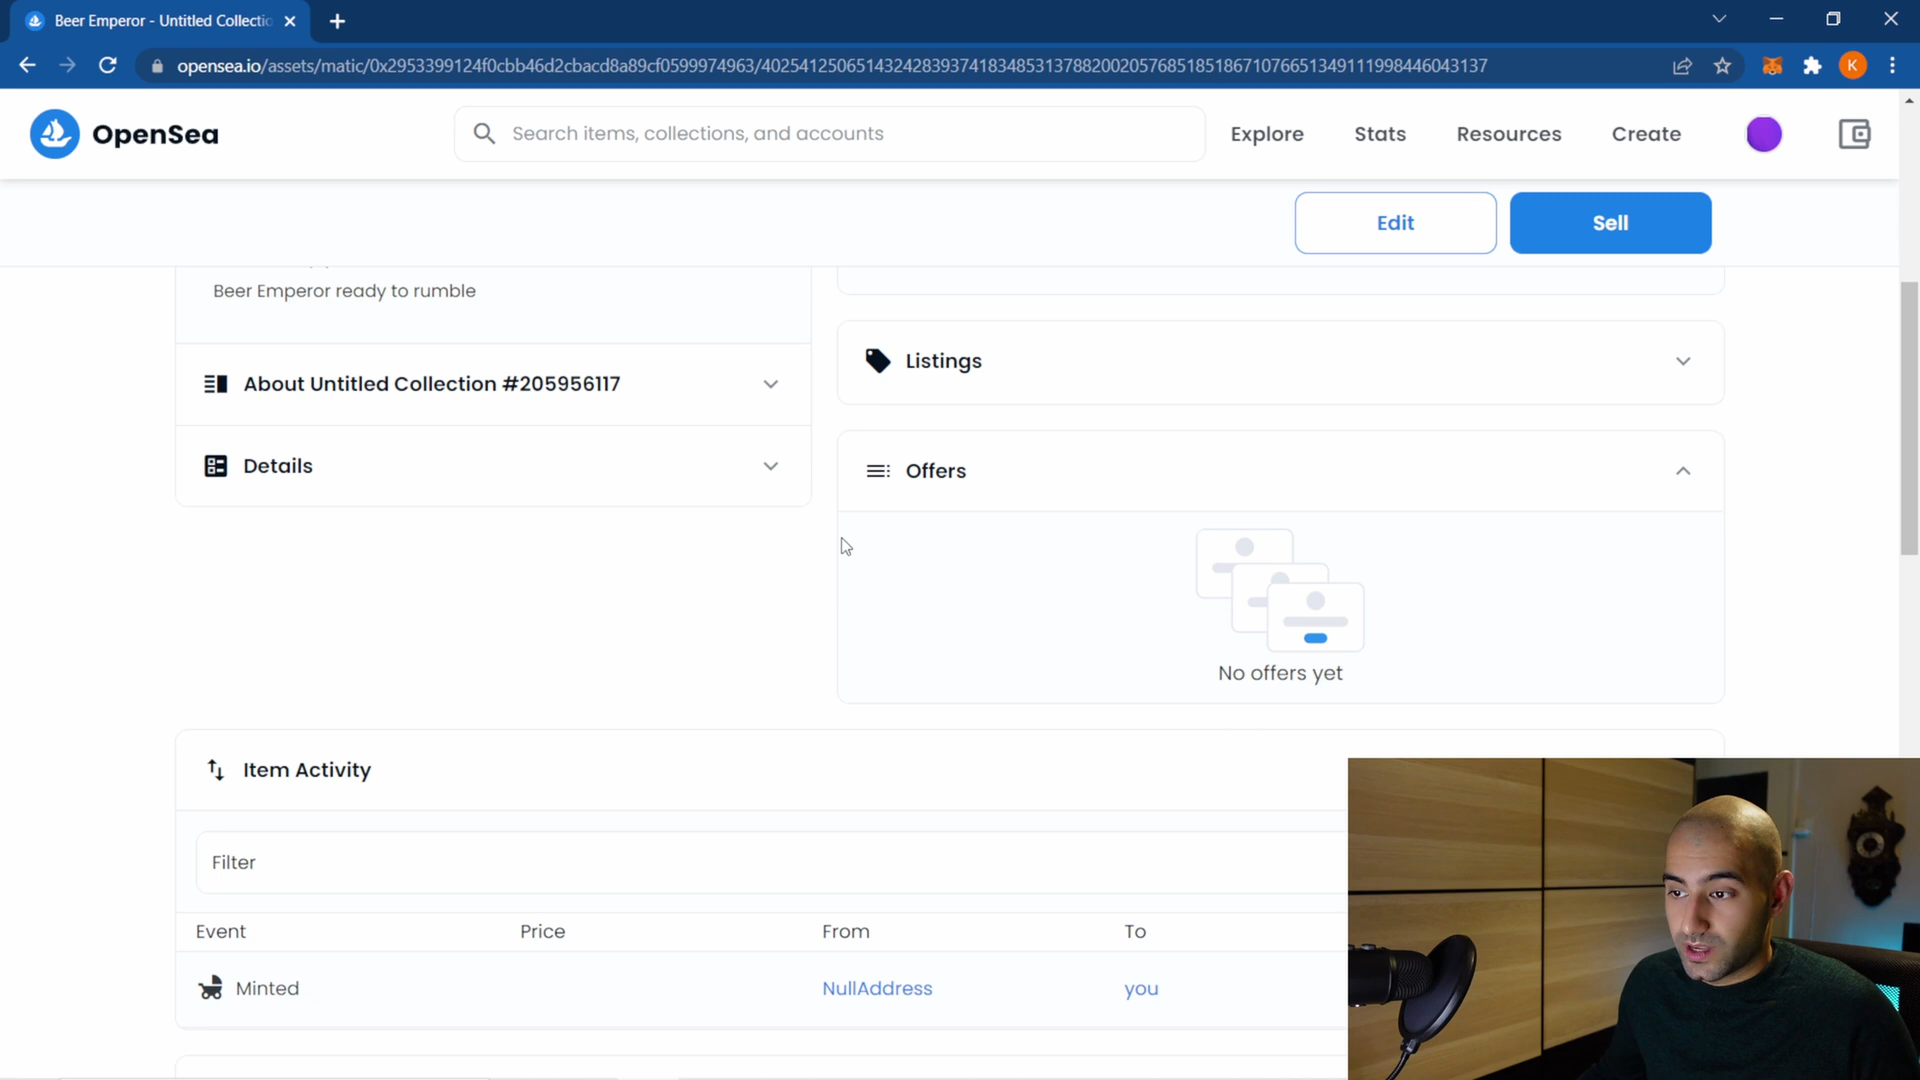 Beer Emperor - Untitled Collectio
opensea.io/assets/matic/0x2953399124f0cbb46d2cbacd8a89cf0599974963/40254125065143242839374183485313788200205768518518671076651349111998446043137
K
OpenSea
Search items, collections, and accounts
Explore
Stats
Resources
Create
Edit
Sell
Beer Emperor ready to rumble
About Untitled Collection #205956117
Details
Listings
Offers
No offers yet
Item Activity
Filter
Event Price From To
Minted NullAddress you